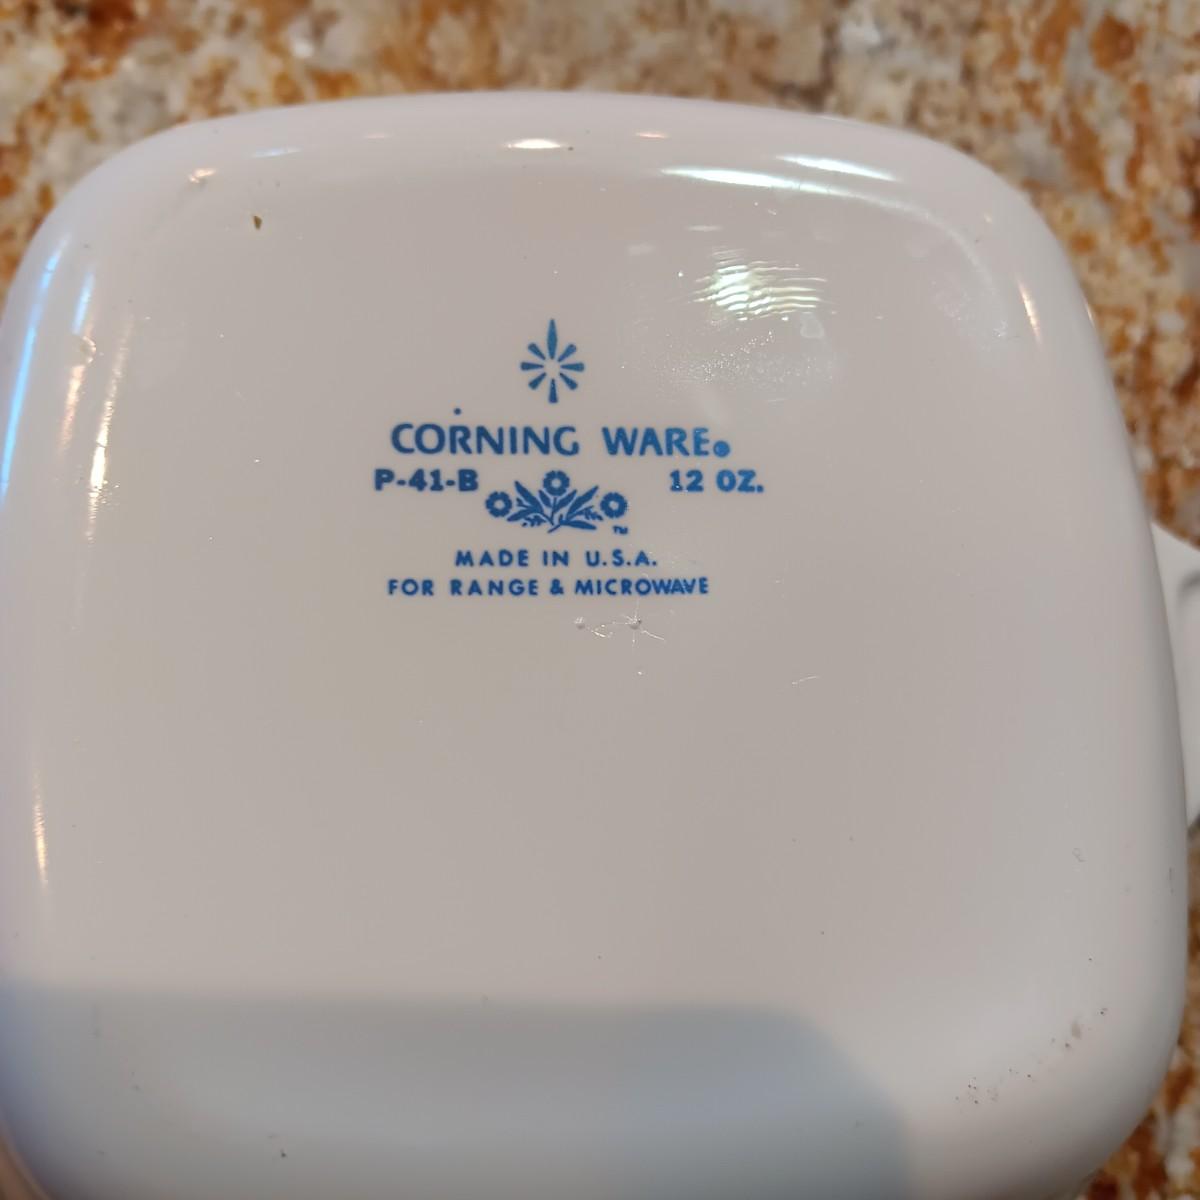 CORNING WARE®
P-41-B 12 OZ.
TM
MADE IN U.S.A.
FOR RANGE & MICROWAVE